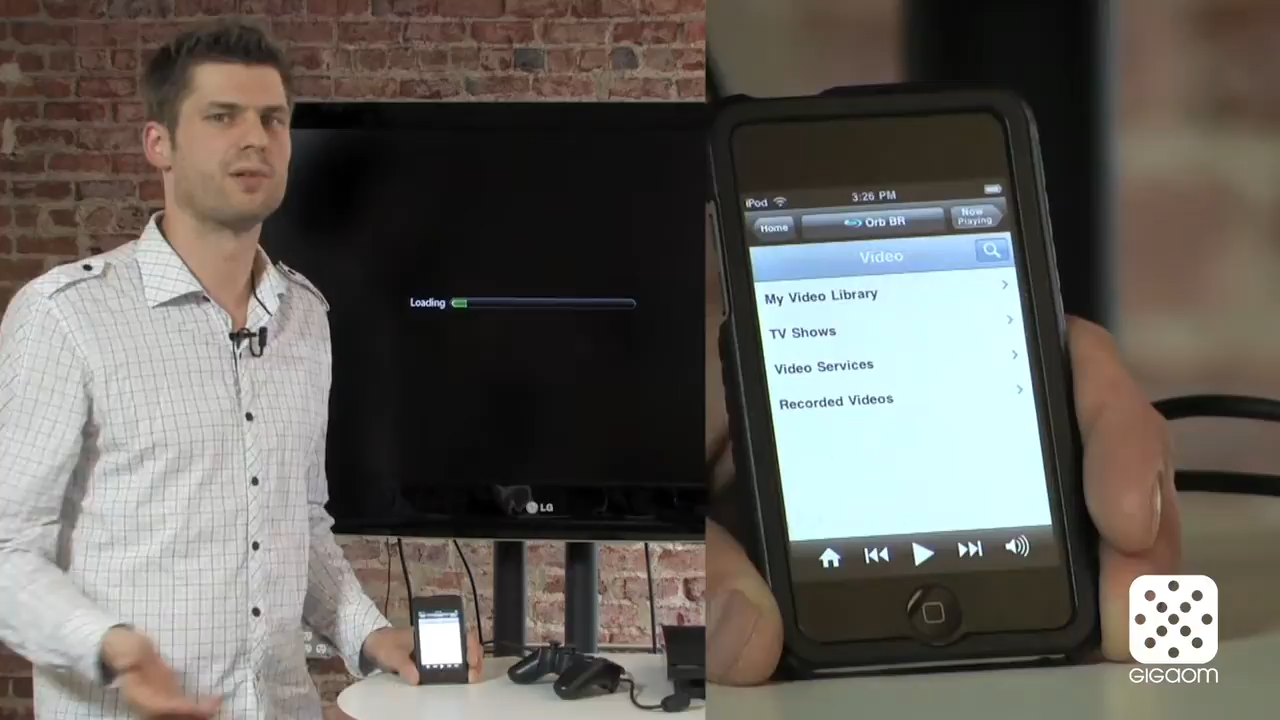 Loading
LG
iPod
3:26 PM
Home
Orb BR
Now Playing
Video
My Video Library
TV Shows
Video Services
Recorded Videos
GIGAOM